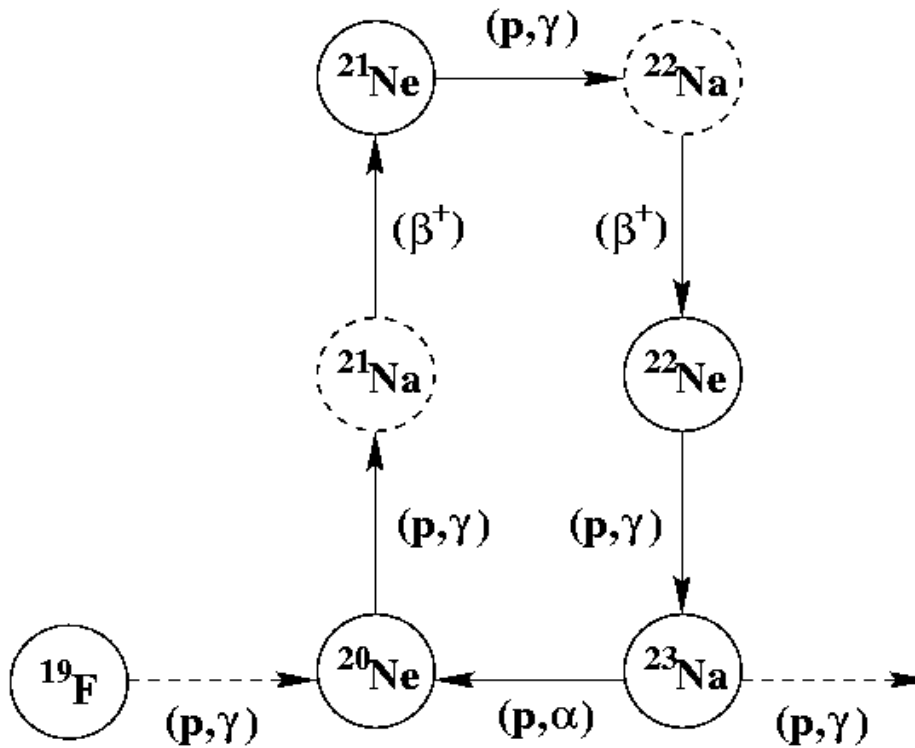 (p,γ)
²¹Ne
²²Na
(β⁺)
(β⁺)
²¹Na
²²Ne
(p,γ)
(p,γ)
¹⁹F
²⁰Ne
²³Na
(p,γ)
(p,α)
(p,γ)